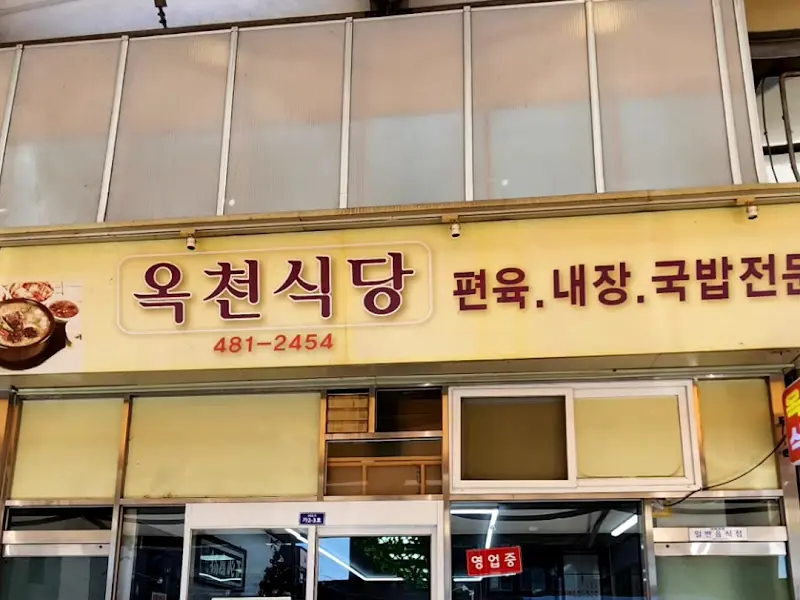 옥천식당
481-2454
편육.내장.국밥전문
영업중
일반음식점